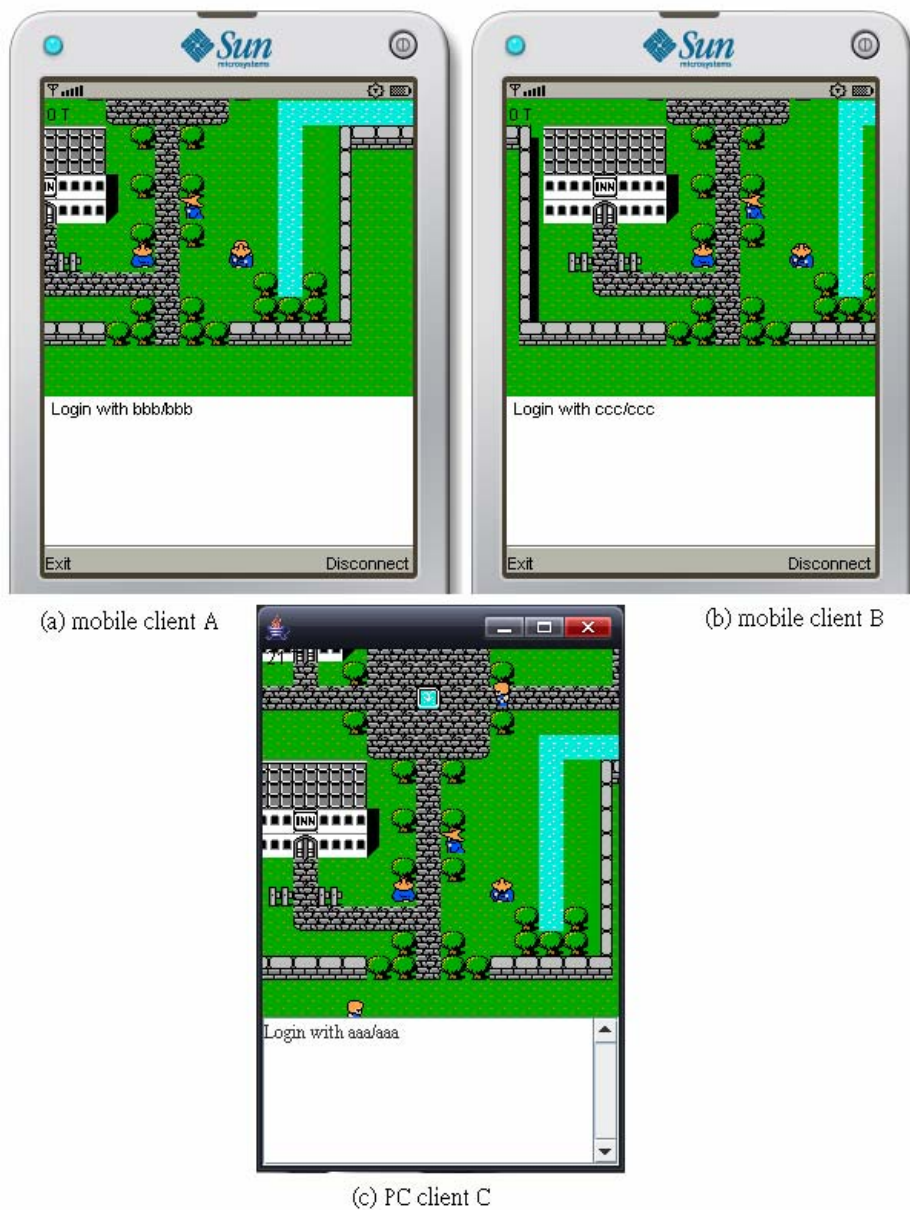 Sun
microsystems
Sun
microsystems
0 T
0 T
INN
INN
Login with bbb/bbb
Login with ccc/ccc
Exit
Disconnect
Exit
Disconnect
(a) mobile client A
(b) mobile client B
21
INN
Login with aaa/aaa
(c) PC client C